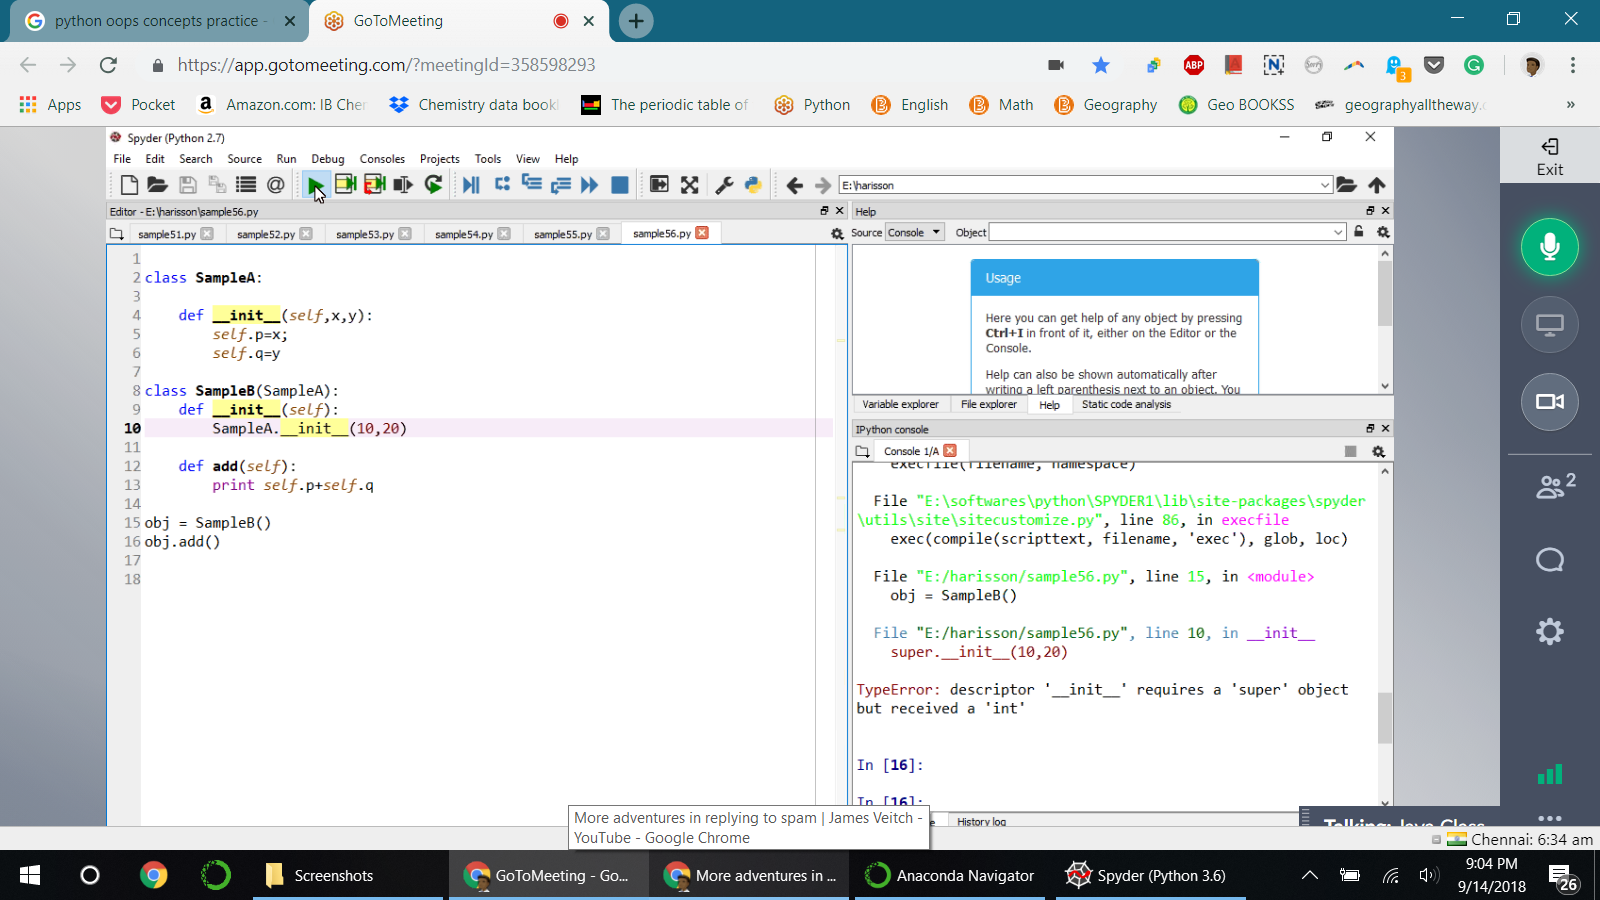 python oops concepts practice -
GoToMeeting
https://app.gotomeeting.com/?meetingId=358598293
ABP
3
Apps
Pocket
Amazon.com: IB Cher
Chemistry data book
The periodic table of
Python
English
Math
Geography
Geo BOOKSS
geographyalltheway.c
»
Spyder (Python 2.7)
File Edit Search Source Run Debug Consoles Projects Tools View Help
E:\harisson
Editor - E:\harisson\sample56.py
sample51.py sample52.py sample53.py sample54.py sample55.py sample56.py
1
2 class SampleA:
3
4 def __init__(self,x,y):
5 self.p=x;
6 self.q=y
7
8 class SampleB(SampleA):
9 def __init__(self):
10 SampleA.__init__(10,20)
11
12 def add(self):
13 print self.p+self.q
14
15 obj = SampleB()
16 obj.add()
17
18
Help
Source Console Object
Usage
Here you can get help of any object by pressing
Ctrl+I in front of it, either on the Editor or the
Console.
Help can also be shown automatically after
writing a left parenthesis next to an object. You
Variable explorer File explorer Help Static code analysis
IPython console
Console 1/A
execfile(filename, namespace)
File "E:\softwares\python\SPYDER1\lib\site-packages\spyder
\utils\site\sitecustomize.py", line 86, in execfile
exec(compile(scripttext, filename, 'exec'), glob, loc)
File "E:/harisson/sample56.py", line 15, in <module>
obj = SampleB()
File "E:/harisson/sample56.py", line 10, in __init__
super.__init__(10,20)
TypeError: descriptor '__init__' requires a 'super' object
but received a 'int'
In [16]:
In [16]:
History log
Exit
2
Talking: Java Class
More adventures in replying to spam | James Veitch -
YouTube - Google Chrome
Chennai: 6:34 am
Screenshots
GoToMeeting - Go...
More adventures in ...
Anaconda Navigator
Spyder (Python 3.6)
9:04 PM
9/14/2018
26